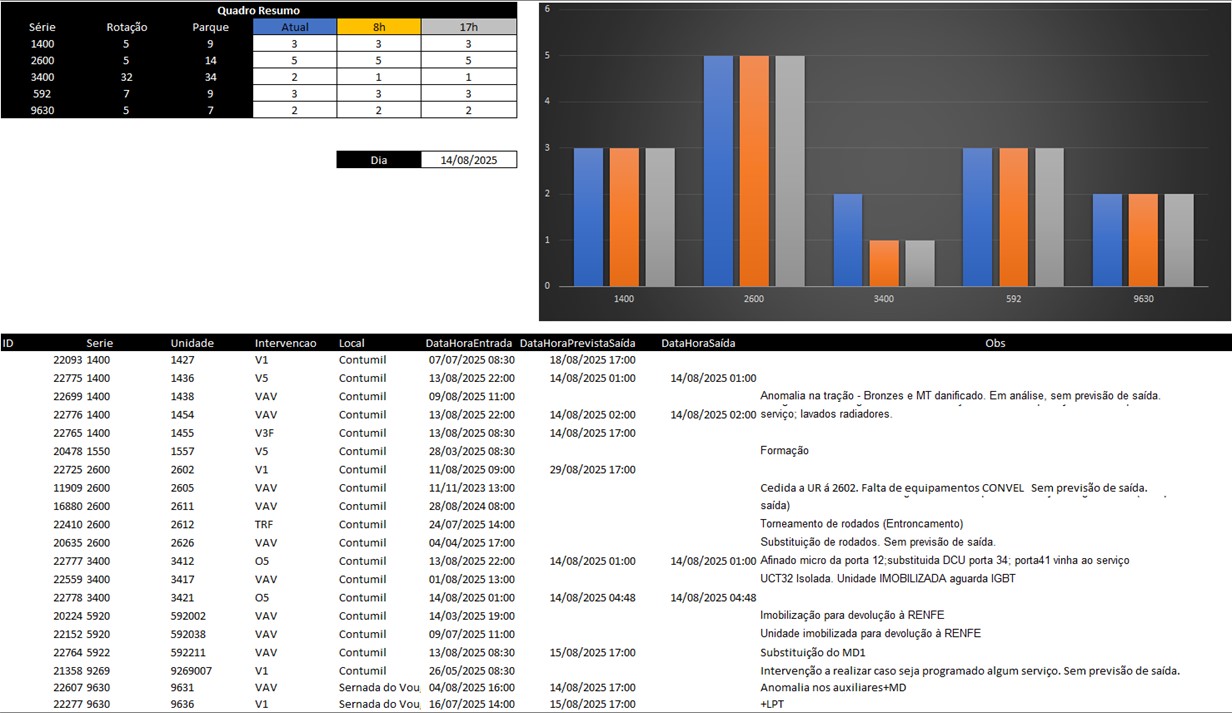 Quadro Resumo
Série Rotação Parque Atual 8h 17h
1400 5 9 3 3 3
2600 5 14 5 5 5
3400 32 34 2 1 1
592 7 9 3 3 3
9630 5 7 2 2 2
Dia 14/08/2025
6
5
4
3
2
1
0
1400 2600 3400 592 9630
ID Serie Unidade Intervencao Local DataHoraEntrada DataHoraPrevistaSaída DataHoraSaída Obs
22093 1400 1427 V1 Contumil 07/07/2025 08:30 18/08/2025 17:00
22775 1400 1436 V5 Contumil 13/08/2025 22:00 14/08/2025 01:00 14/08/2025 01:00
22699 1400 1438 VAV Contumil 09/08/2025 11:00 Anomalia na tração - Bronzes e MT danificado. Em análise, sem previsão de saída.
22776 1400 1454 VAV Contumil 13/08/2025 22:00 14/08/2025 02:00 14/08/2025 02:00 serviço; lavados radiadores.
22765 1400 1455 V3F Contumil 13/08/2025 08:30 14/08/2025 17:00
20478 1550 1557 V5 Contumil 28/03/2025 08:30 Formação
22725 2600 2602 V1 Contumil 11/08/2025 09:00 29/08/2025 17:00
11909 2600 2605 VAV Contumil 11/11/2023 13:00 Cedida a UR á 2602. Falta de equipamentos CONVEL Sem previsão de saída.
16880 2600 2611 VAV Contumil 28/08/2024 08:00 saída)
22410 2600 2612 TRF Contumil 24/07/2025 14:00 Torneamento de rodados (Entroncamento)
20635 2600 2626 VAV Contumil 04/04/2025 17:00 Substituição de rodados. Sem previsão de saída.
22777 3400 3412 O5 Contumil 13/08/2025 22:00 14/08/2025 01:00 14/08/2025 01:00 Afinado micro da porta 12;substituida DCU porta 34; porta41 vinha ao serviço
22559 3400 3417 VAV Contumil 01/08/2025 13:00 UCT32 Isolada. Unidade IMOBILIZADA aguarda IGBT
22778 3400 3421 O5 Contumil 14/08/2025 01:00 14/08/2025 04:48 14/08/2025 04:48
20224 5920 592002 VAV Contumil 14/03/2025 19:00 Imobilização para devolução à RENFE
22152 5920 592038 VAV Contumil 09/07/2025 11:00 Unidade imobilizada para devolução à RENFE
22764 5922 592211 VAV Contumil 13/08/2025 08:30 15/08/2025 17:00 Substituição do MD1
21358 9269 9269007 V1 Contumil 26/05/2025 08:30 Intervenção a realizar caso seja programado algum serviço. Sem previsão de saída.
22607 9630 9631 VAV Sernada do Vou 04/08/2025 16:00 14/08/2025 17:00 Anomalia nos auxiliares+MD
22277 9630 9636 V1 Sernada do Vou 16/07/2025 14:00 15/08/2025 17:00 +LPT